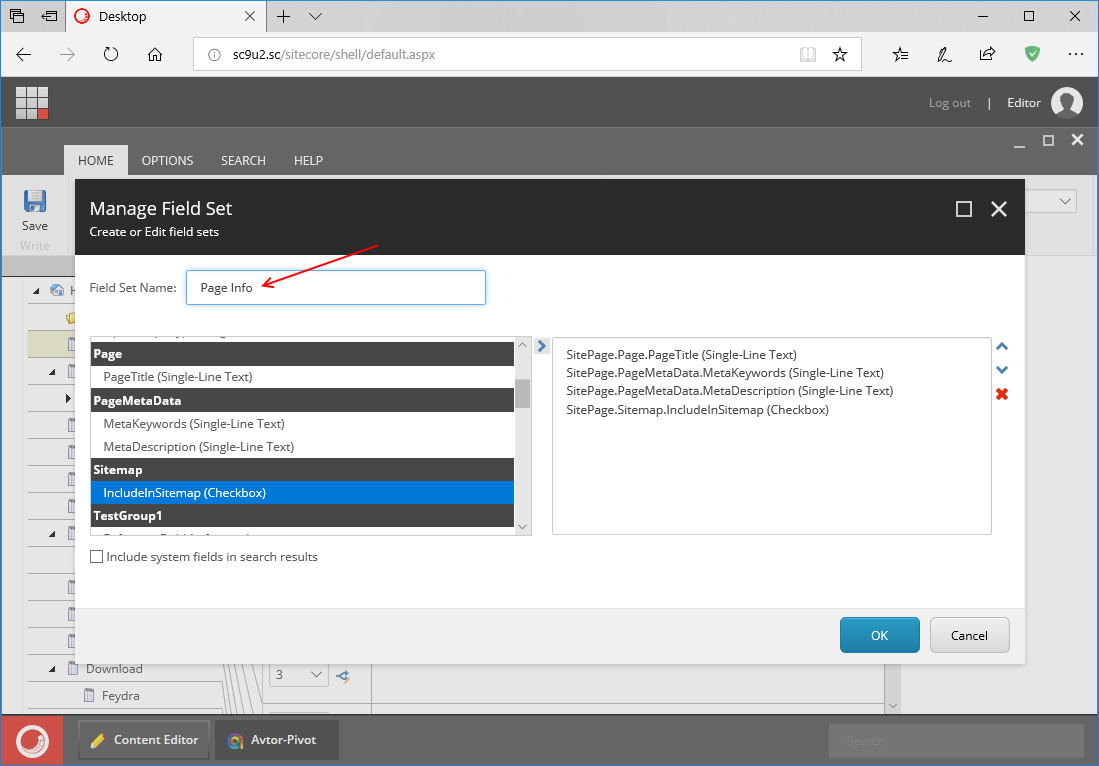 Desktop
sc9u2.sc/sitecore/shell/default.aspx
Log out | Editor
HOME OPTIONS SEARCH HELP
Save
Write
Manage Field Set
Create or Edit field sets
Field Set Name: Page Info
Page
PageTitle (Single-Line Text)
PageMetaData
MetaKeywords (Single-Line Text)
MetaDescription (Single-Line Text)
Sitemap
IncludeInSitemap (Checkbox)
TestGroup1
SitePage.Page.PageTitle (Single-Line Text)
SitePage.PageMetaData.MetaKeywords (Single-Line Text)
SitePage.PageMetaData.MetaDescription (Single-Line Text)
SitePage.Sitemap.IncludeInSitemap (Checkbox)
Include system fields in search results
OK Cancel
Download
3
Feydra
Content Editor Avtor-Pivot Search